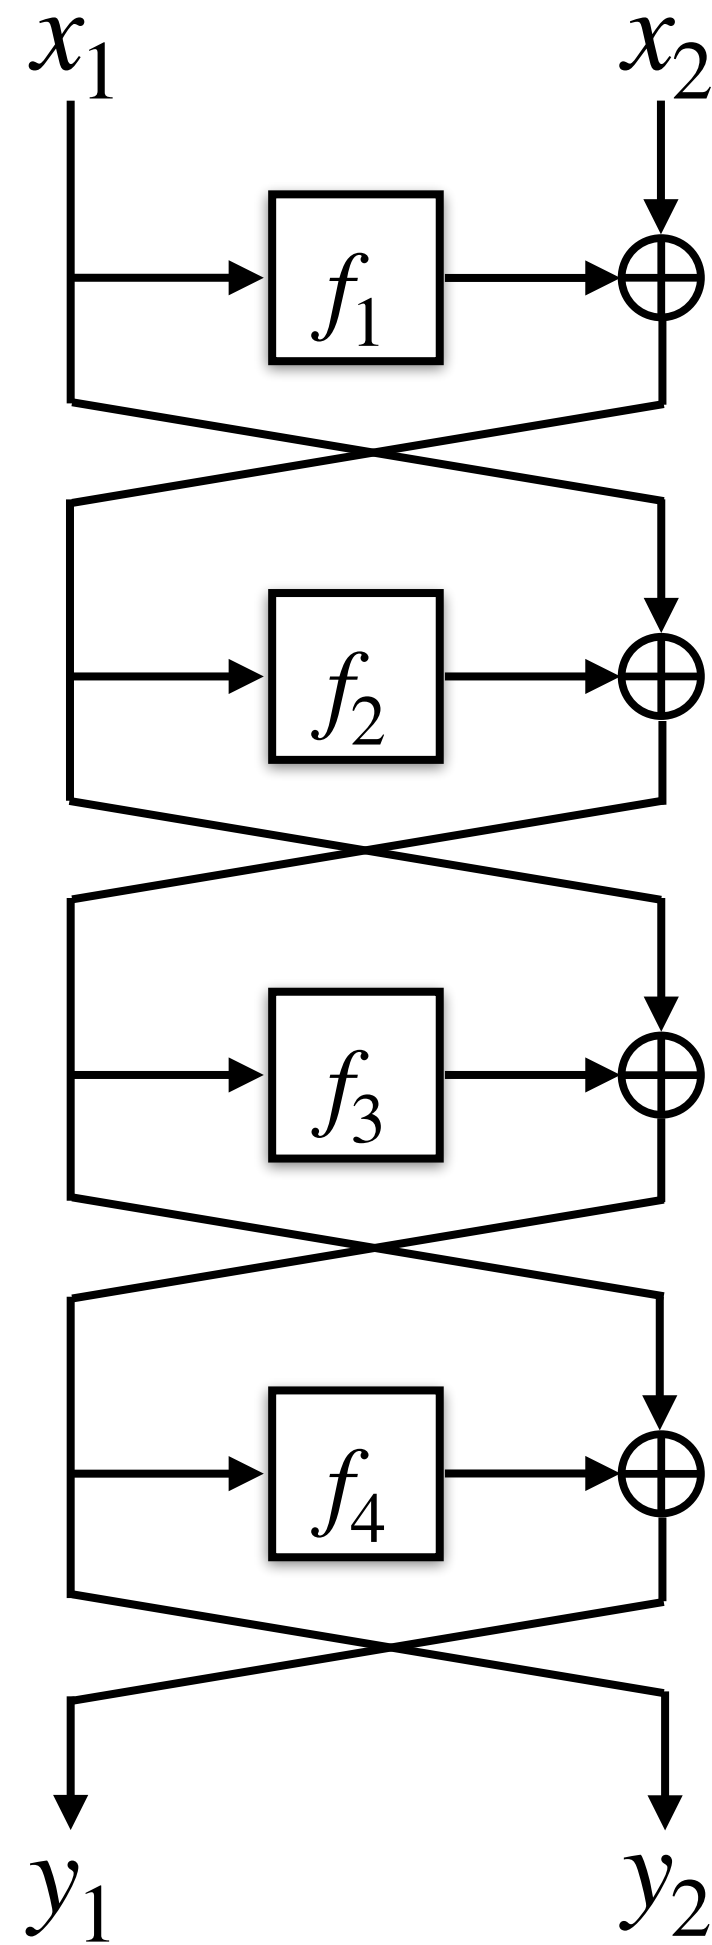 x₁ x₂
f₁
f₂
f₃
f₄
y₁ y₂